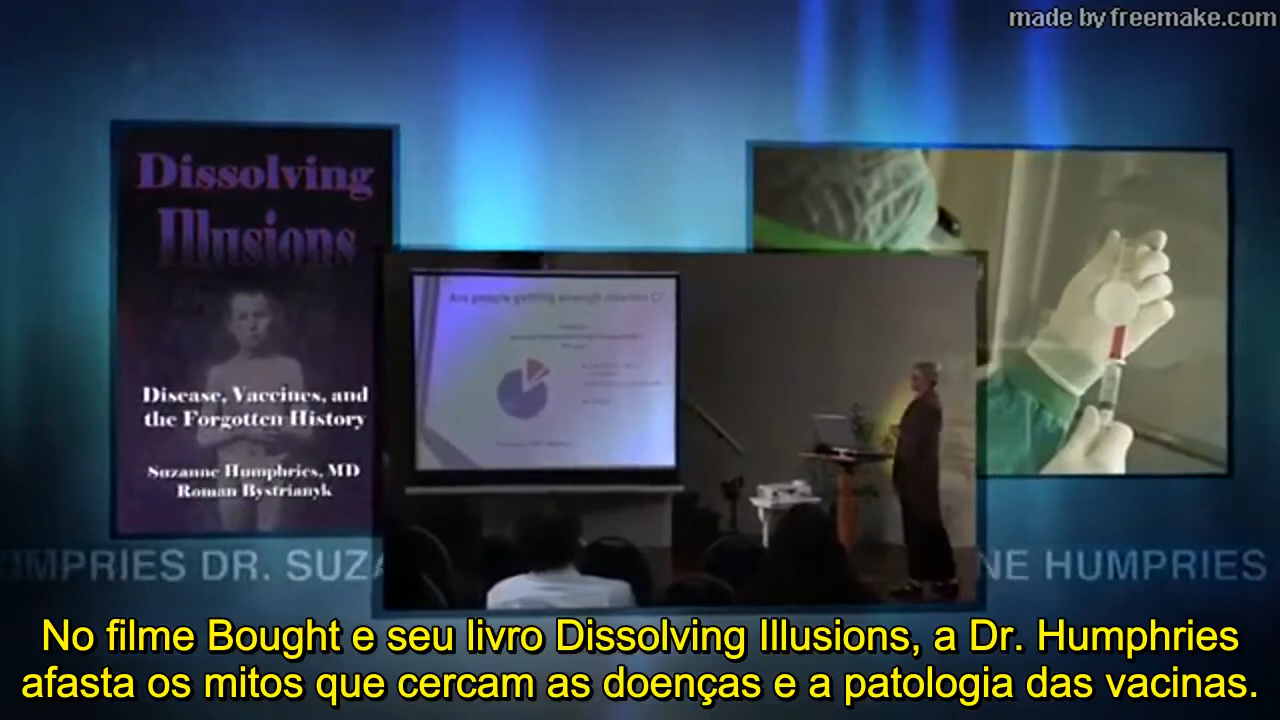 made by freemake.com
Dissolving
Illusions
Disease, Vaccines, and
the Forgotten History
Suzanne Humphries, MD
Roman Bystrianyk
Are people getting enough vitamin C?
UMPRIES DR. SUZA
NE HUMPRIES
No filme Bought e seu livro Dissolving Illusions, a Dr. Humphries
afasta os mitos que cercam as doenças e a patologia das vacinas.